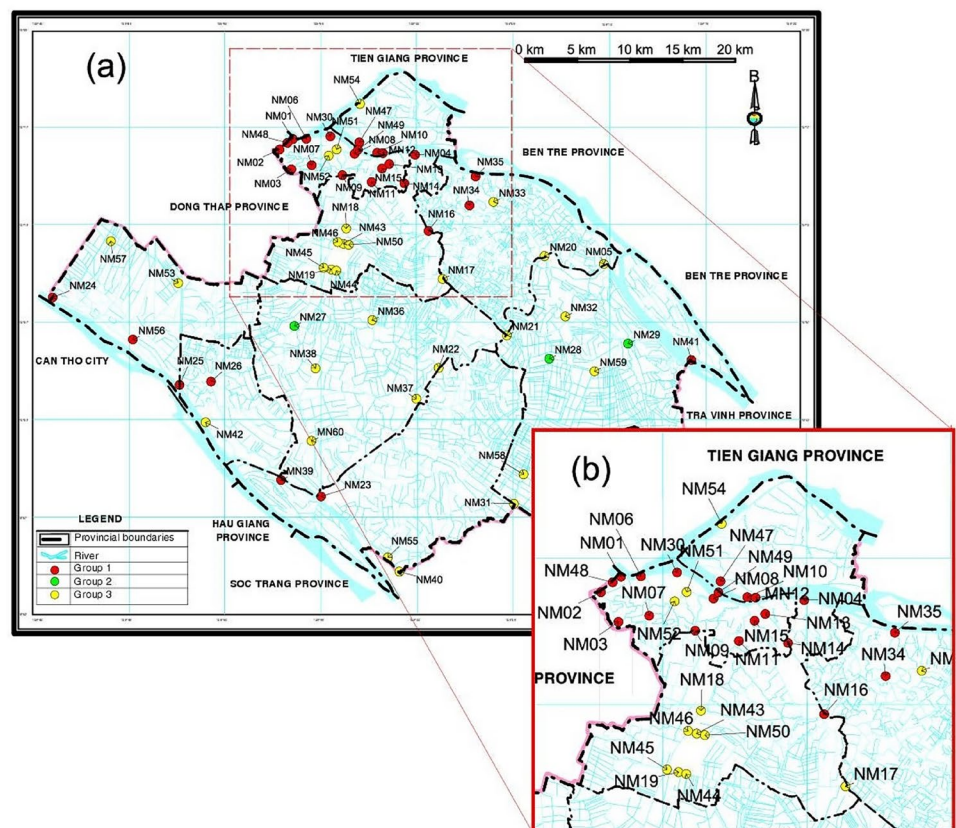 (a)
0 km 5 km 10 km 15 km 20 km
TIEN GIANG PROVINCE
B
NM54
NM06
NM01
NM30
NM51
NM47
NM48
NM49
NM08
NM10
NM07
MN12
NM04
NM02
NM52
NM13
NM03
NM09
NM15
NM11
NM14
NM35
BEN TRE PROVINCE
NM34
NM33
DONG THAP PROVINCE
NM18
NM16
NM46
NM43
NM50
NM45
NM19
NM44
NM17
NM20
NM05
NM57
NM53
BEN TRE PROVINCE
NM24
NM27
NM36
NM32
NM21
NM56
NM29
NM28
NM41
CAN THO CITY
NM25
NM26
NM38
NM22
NM59
NM37
TRA VINH PROVINCE
NM42
MN60
NM58
MN39
NM23
NM31
HAU GIANG
PROVINCE
SOC TRANG PROVINCE
NM55
NM40
LEGEND
Provincial boundaries
River
Group 1
Group 2
Group 3
(b)
TIEN GIANG PROVINCE
NM54
NM06
NM01
NM30
NM51
NM47
NM49
NM48
NM08
NM10
NM07
MN12
NM04
NM02
NM13
NM35
NM52
NM03
NM09
NM15
NM11
NM14
NM34
NM
PROVINCE
NM18
NM16
NM46
NM43
NM50
NM45
NM19
NM44
NM17